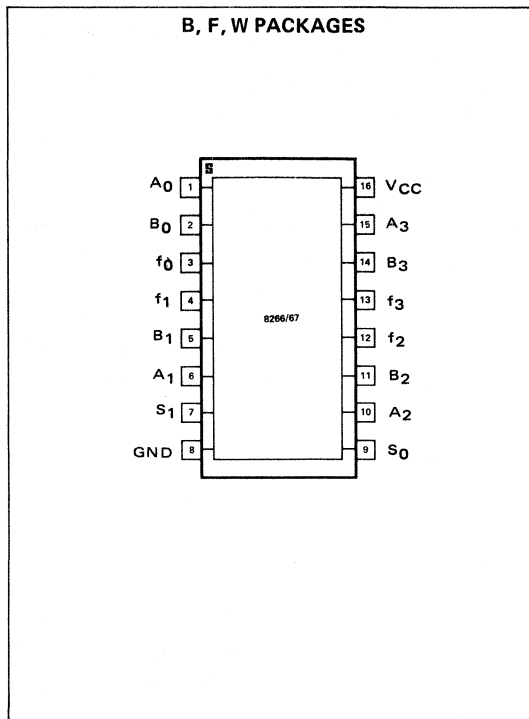 B, F, W PACKAGES
S
A0 1 16 VCC
B0 2 15 A3
f0 3 14 B3
f1 4 13 f3
8266/67
B1 5 12 f2
A1 6 11 B2
S1 7 10 A2
GND 8 9 S0